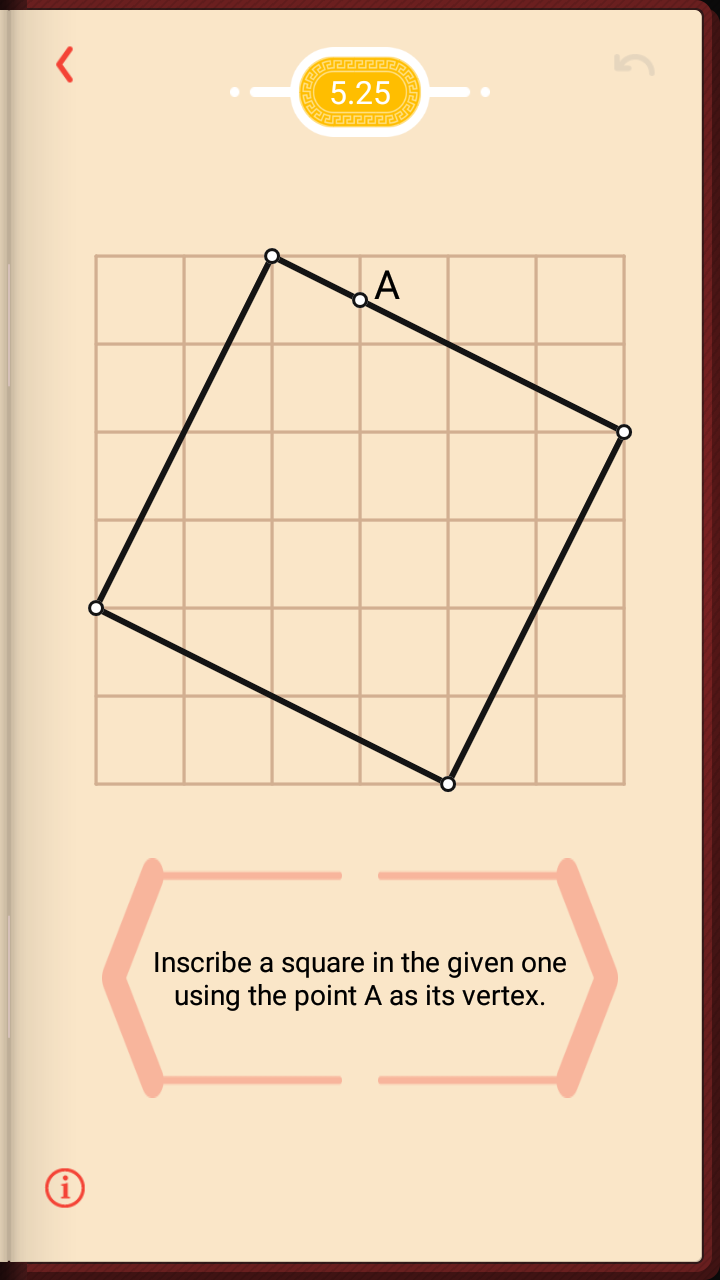 5.25
A
Inscribe a square in the given one
using the point A as its vertex.
i